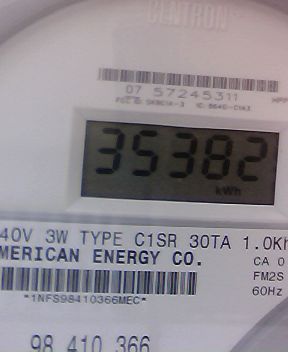 CENTRON
07 57245311
35382
kWh
40V 3W TYPE C1SR 30TA 1.0Kh
MERICAN ENERGY CO.
CA 0
FM2S
*1NFS98410366MEC*
60Hz
98 410 366